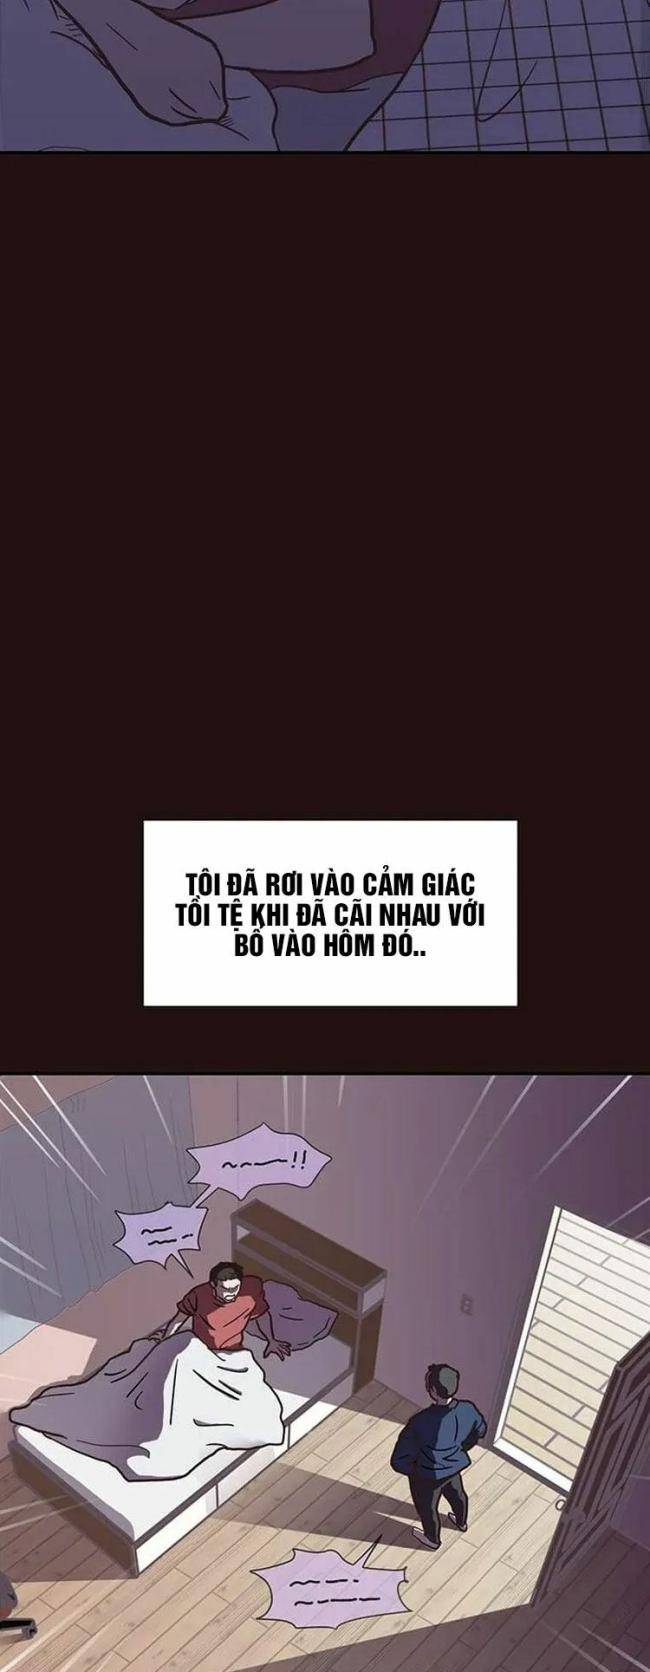 TÔI ĐÃ RƠI VÀO CẢM GIÁC
TỒI TỆ KHI ĐÃ CÃI NHAU VỚI
BỐ VÀO HÔM ĐÓ..